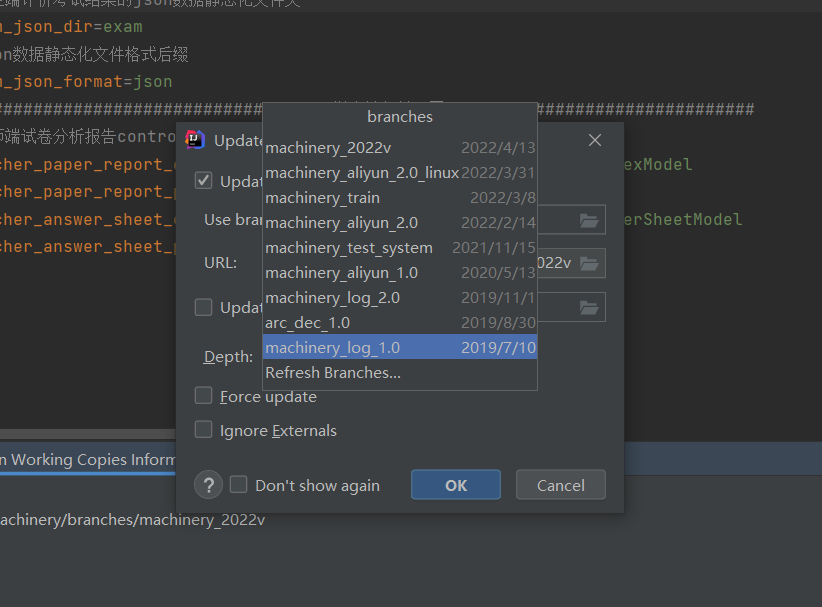 端评价考试结果的json数据静态化文件夹
_json_dir=exam
on数据静态化文件格式后缀
_json_format=json
branches
Update
machinery_2022v 2022/4/13
machinery_aliyun_2.0_linux 2022/3/31
machinery_train 2022/3/8
machinery_aliyun_2.0 2022/2/14
machinery_test_system 2021/11/15
machinery_aliyun_1.0 2020/5/13
machinery_log_2.0 2019/11/1
arc_dec_1.0 2019/8/30
machinery_log_1.0 2019/7/10
Refresh Branches...
师端试卷分析报告contro
cher_paper_report_ exModel
cher_paper_report_
cher_answer_sheet_ erSheetModel
cher_answer_sheet_
Updat
Use bra
URL: 022v
Updat
Depth:
Force update
Ignore Externals
? Don't show again OK Cancel
n Working Copies Inform
achinery/branches/machinery_2022v